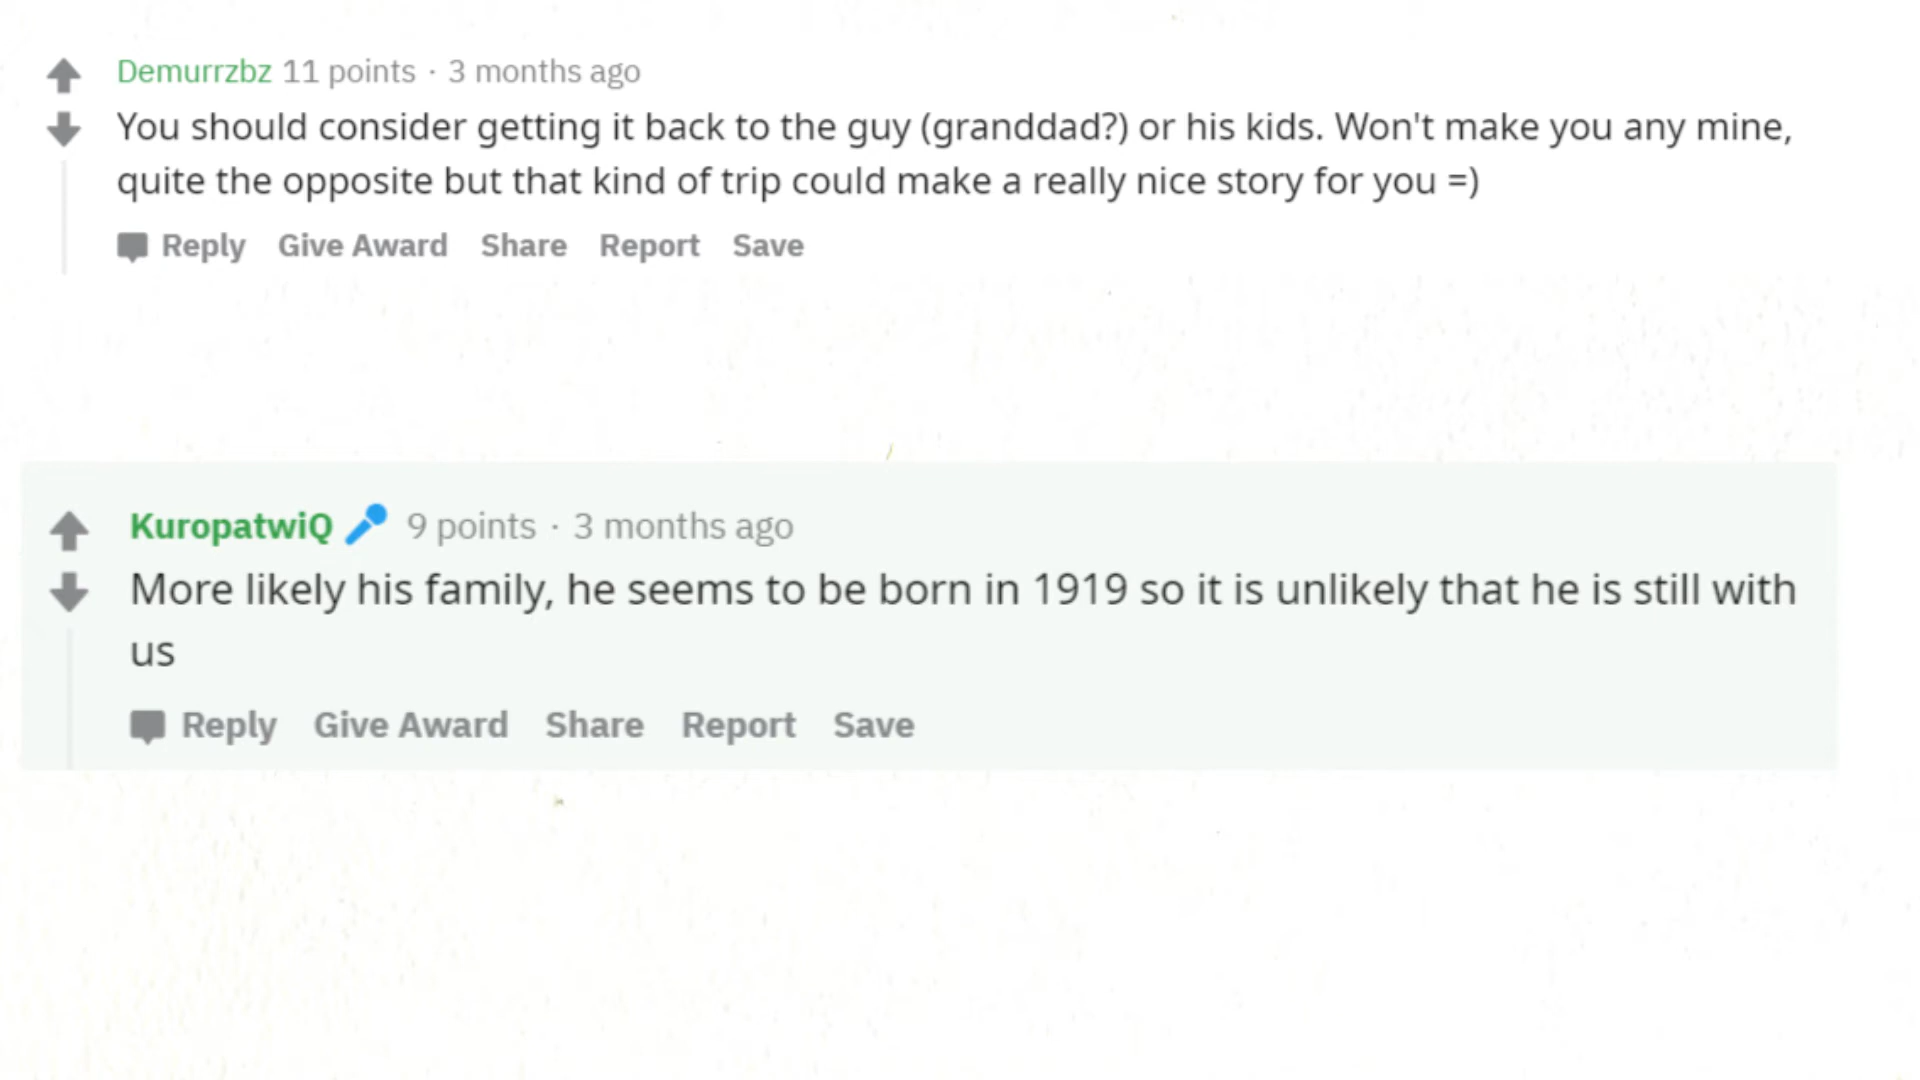 Demurrzbz 11 points · 3 months ago
You should consider getting it back to the guy (granddad?) or his kids. Won't make you any mine,
quite the opposite but that kind of trip could make a really nice story for you =)
Reply Give Award Share Report Save
KuropatwiQ 9 points · 3 months ago
More likely his family, he seems to be born in 1919 so it is unlikely that he is still with
us
Reply Give Award Share Report Save